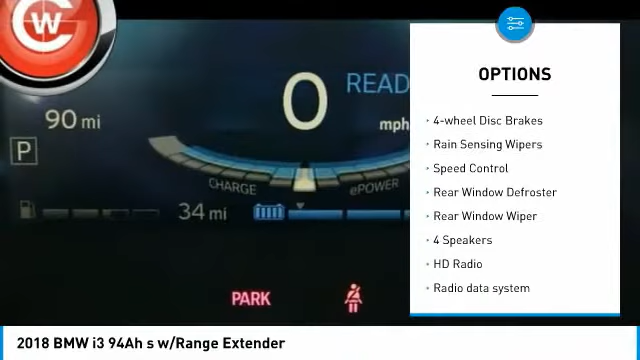 W
90 mi
0
READ
mph
P
CHARGE
ePOWER
34 mi
PARK
OPTIONS
4-wheel Disc Brakes
Rain Sensing Wipers
Speed Control
Rear Window Defroster
Rear Window Wiper
4 Speakers
HD Radio
Radio data system
2018 BMW i3 94Ah s w/Range Extender